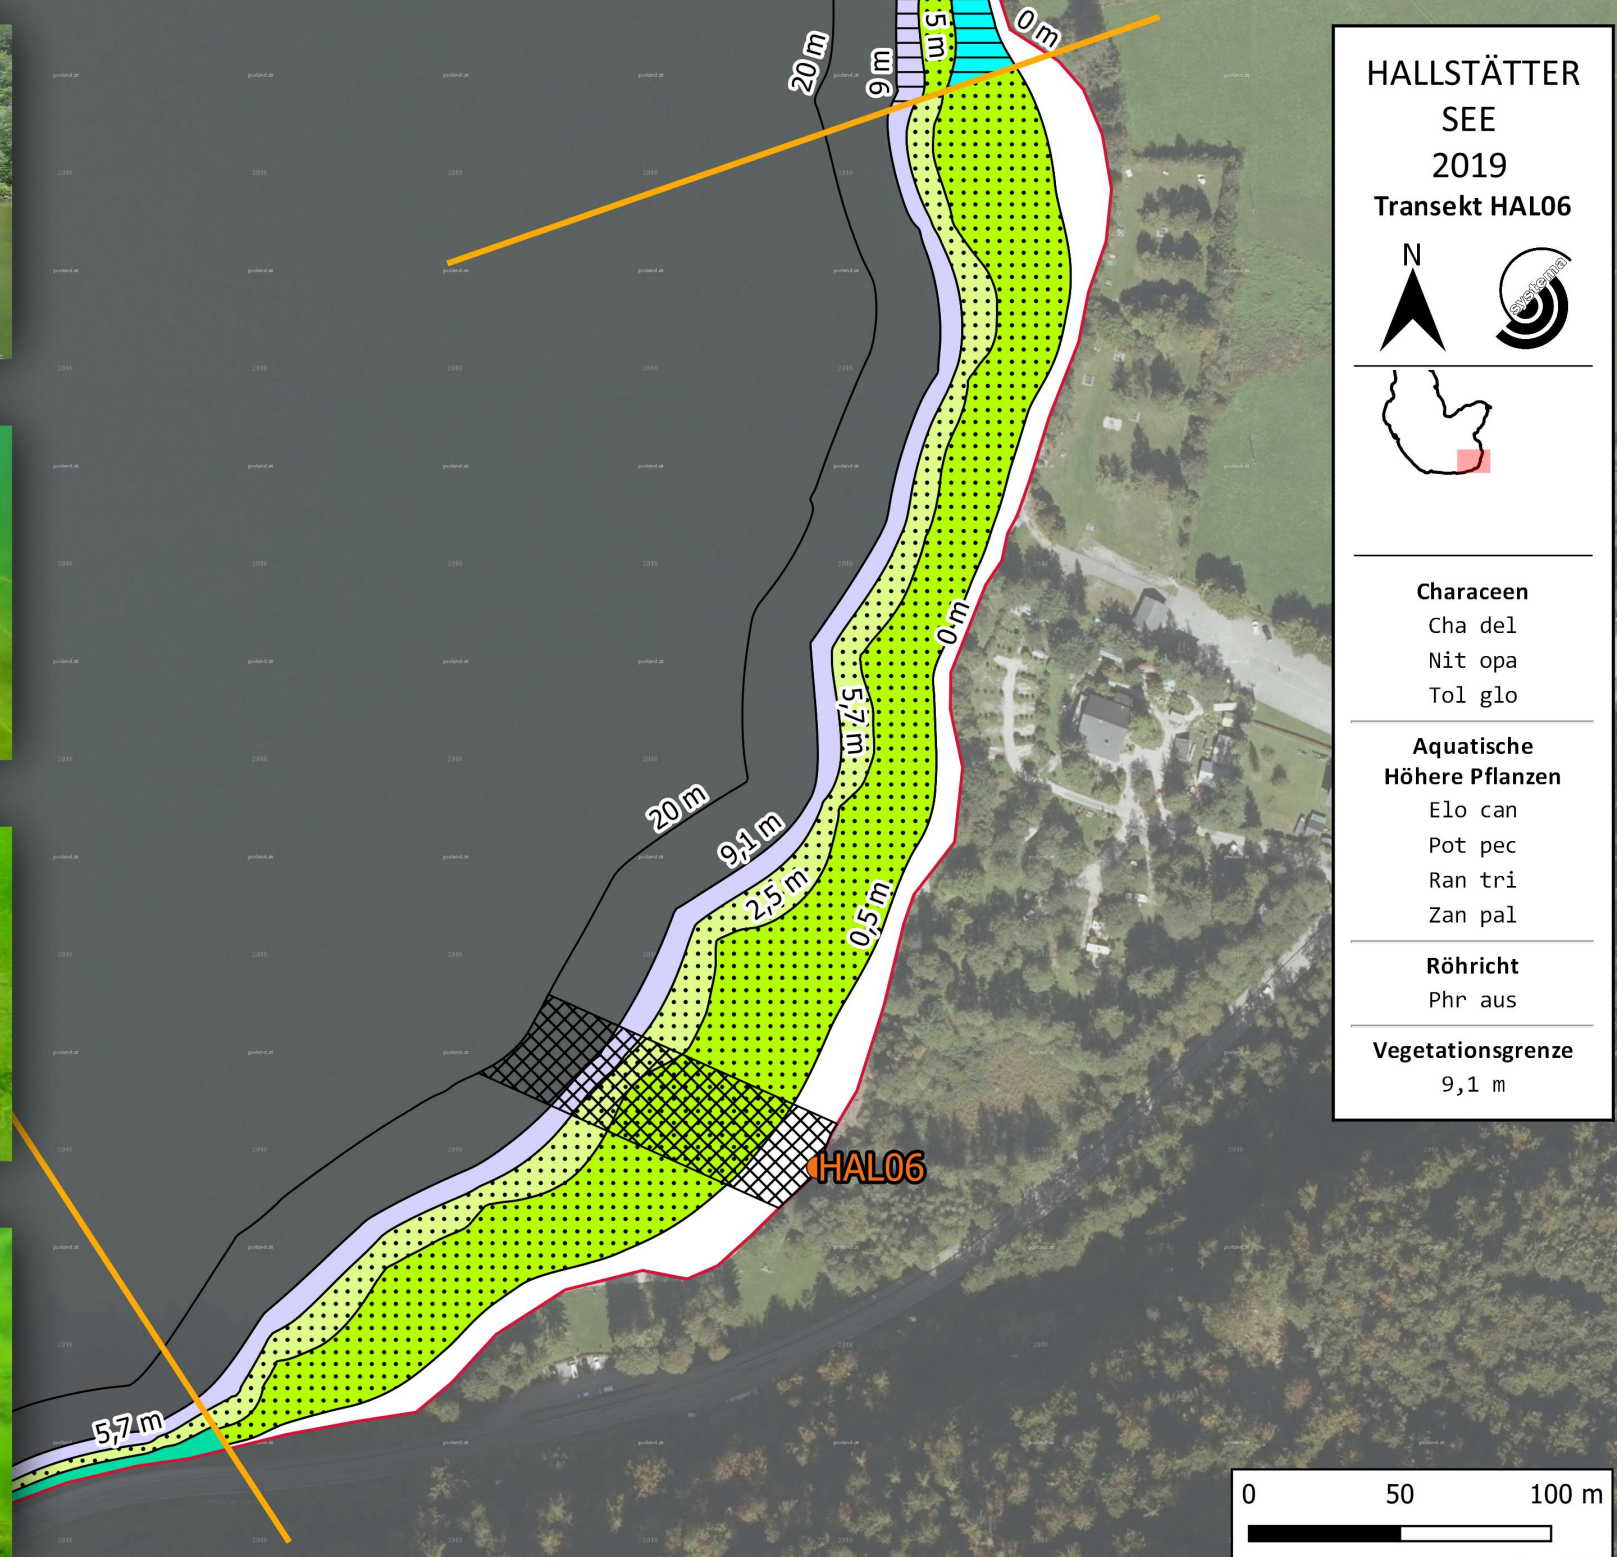 0 m
5 m
20 m
9 m
0 m
5,7 m
20 m
9,1 m
2,5 m
0,5 m
HAL06
5,7 m
HALLSTÄTTER
SEE
2019
Transekt HAL06
N
systema
Characeen
Cha del
Nit opa
Tol glo
Aquatische
Höhere Pflanzen
Elo can
Pot pec
Ran tri
Zan pal
Röhricht
Phr aus
Vegetationsgrenze
9,1 m
0 50 100 m